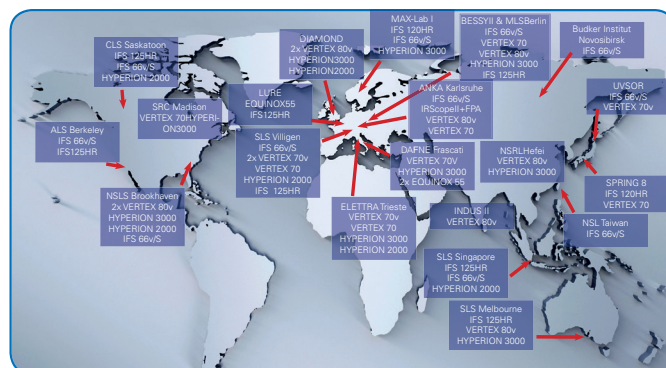 CLS Saskatoon
IFS 125HR
IFS 66v/S
HYPERION 2000
SRC Madison
VERTEX 70HYPERI-
ON3000
ALS Berkeley
IFS 66v/S
IFS125HR
NSLS Brookhaven
2x VERTEX 80v
HYPERION 3000
HYPERION 2000
IFS 66v/S
DIAMOND
2x VERTEX 80v
HYPERION3000
HYPERION2000
LURE
EQUINOX55
IFS125HR
SLS Villigen
IFS 66v/S
2x VERTEX 70v
VERTEX 70
HYPERION 2000
IFS 125HR
MAX-Lab I
IFS 120HR
IFS 66v/S
HYPERION 3000
BESSYII & MLSBerlin
IFS 66v/S
VERTEX 70
VERTEX 80v
HYPERION 3000
IFS 125HR
ANKA Karlsruhe
IFS 66v/S
IRScopeII+FPA
VERTEX 80v
VERTEX 70
DAFNE Frascati
VERTEX 70V
HYPERION 3000
2x EQUINOX 55
ELETTRA Trieste
VERTEX 70v
VERTEX 70
HYPERION 3000
HYPERION 2000
Budker Institut
Novosbirsk
IFS 66v/S
UVSOR
IFS 66v/S
VERTEX 70v
NSRLHefei
VERTEX 80v
HYPERION 3000
SPRING 8
IFS 120HR
VERTEX 70
INDUS II
VERTEX 80v
NSL Taiwan
IFS 66v/S
SLS Singapore
IFS 125HR
IFS 66v/S
HYPERION 2000
SLS Melbourne
IFS 125HR
VERTEX 80v
HYPERION 3000